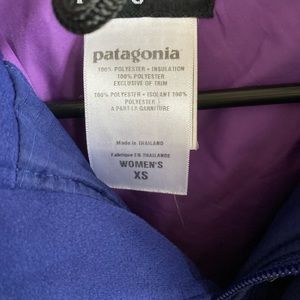 patagonia
100% POLYESTER • INSULATION
100% POLYESTER
EXCLUSIVE OF TRIM
100% POLYESTER • ISOLANT 100%
POLYESTER
A PART LA GARNITURE
Made in THAILAND
Fabriqué EN THAILANDE
WOMEN'S
XS